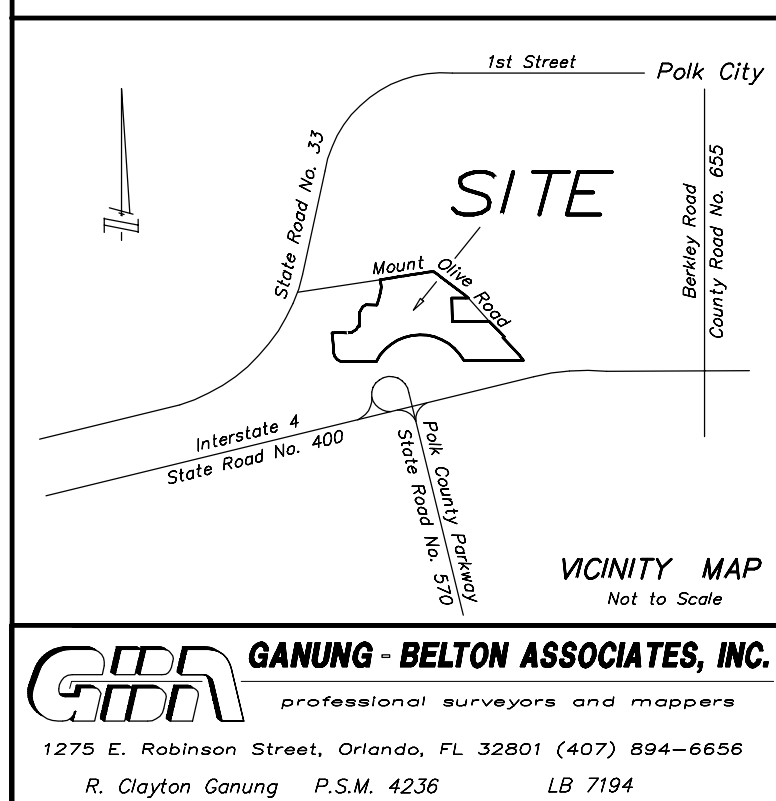 1st Street
Polk City
State Road No. 33
SITE
Berkley Road
County Road No. 655
Mount Olive Road
N
Interstate 4
State Road No. 400
Polk County Parkway
State Road No. 570
VICINITY MAP
Not to Scale
GBA
GANUNG - BELTON ASSOCIATES, INC.
professional surveyors and mappers
1275 E. Robinson Street, Orlando, FL 32801 (407) 894-6656
R. Clayton Ganung P.S.M. 4236 LB 7194